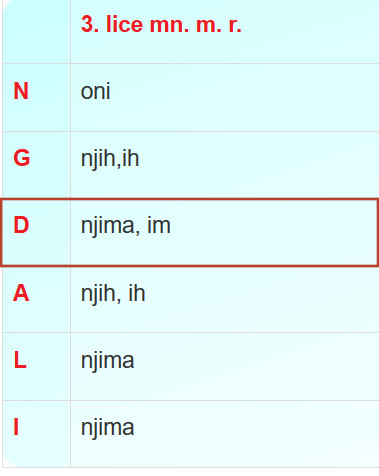 3. lice mn. m. r.
N oni
G njih,ih
D njima, im
A njih, ih
L njima
I njima